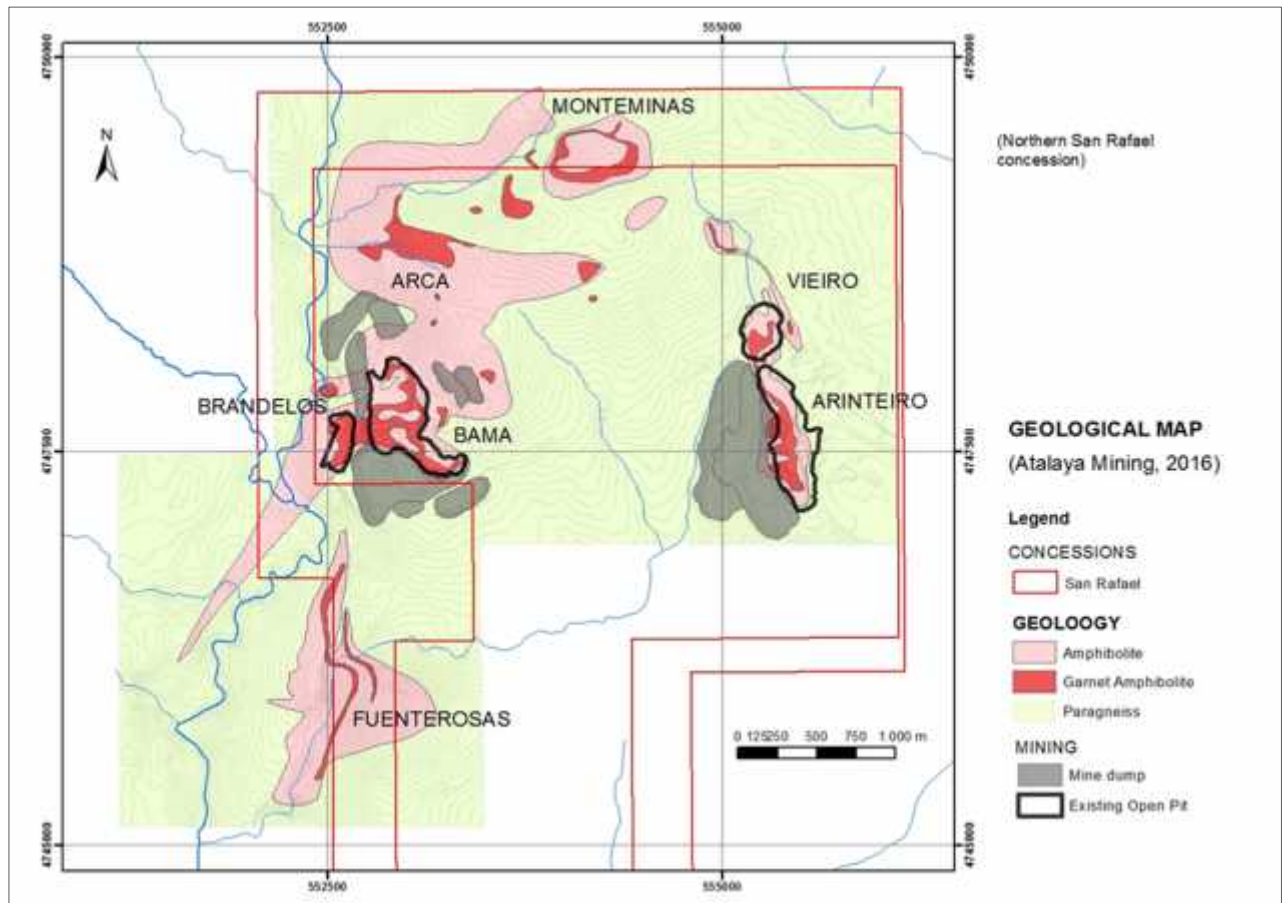 552500
555000
4750000
4750000
MONTEMINAS
N
(Northern San Rafael
concession)
ARCA
VIEIRO
BRANDELOS
ARINTEIRO
BAMA
4747500
4747500
GEOLOGICAL MAP
(Atalaya Mining, 2016)
Legend
CONCESSIONS
San Rafael
GEOLOOGY
Amphibolite
Garnet Amphibolite
Paragneiss
FUENTEROSAS
0 125250 500 750 1 000 m
MINING
Mine dump
Existing Open Pit
4745000
4745000
552500
555000